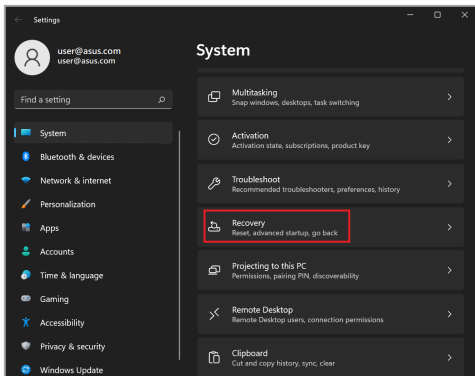 Settings
user@asus.com
user@asus.com
Find a setting
System
Bluetooth & devices
Network & internet
Personalization
Apps
Accounts
Time & language
Gaming
Accessibility
Privacy & security
Windows Update
System
Multitasking
Snap windows, desktops, task switching
Activation
Activation state, subscriptions, product key
Troubleshoot
Recommended troubleshooters, preferences, history
Recovery
Reset, advanced startup, go back
Projecting to this PC
Permissions, pairing PIN, discoverability
Remote Desktop
Remote Desktop users, connection permissions
Clipboard
Cut and copy history, sync, clear